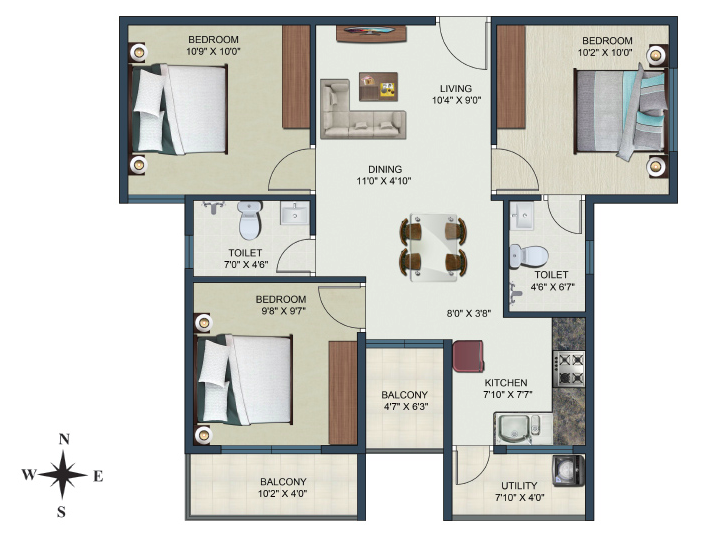 BEDROOM
10'9" X 10'0"
BEDROOM
10'2" X 10'0"
LIVING
10'4" X 9'0"
DINING
11'0" X 4'10"
TOILET
7'0" X 4'6"
TOILET
4'6" X 6'7"
BEDROOM
9'8" X 9'7"
8'0" X 3'8"
KITCHEN
7'10" X 7'7"
BALCONY
4'7" X 6'3"
BALCONY
10'2" X 4'0"
UTILITY
7'10" X 4'0"
N
W E
S